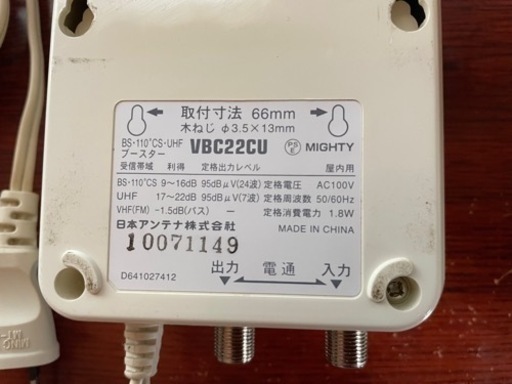 取付寸法 66mm
木ねじ φ3.5×13mm
BS・110°CS・UHF
ブースター VBC22CU PSE MIGHTY
受信帯域 利得 定格出力レベル 屋内用
BS・110°CS 9〜16dB 95dBμV(24波) 定格電圧 AC100V
UHF 17〜22dB 95dBμV(7波) 定格周波数 50/60Hz
VHF(FM) -1.5dB(パス) — 定格消費電力 1.8W
日本アンテナ株式会社 MADE IN CHINA
10071149
D641027412
出力 電通 入力